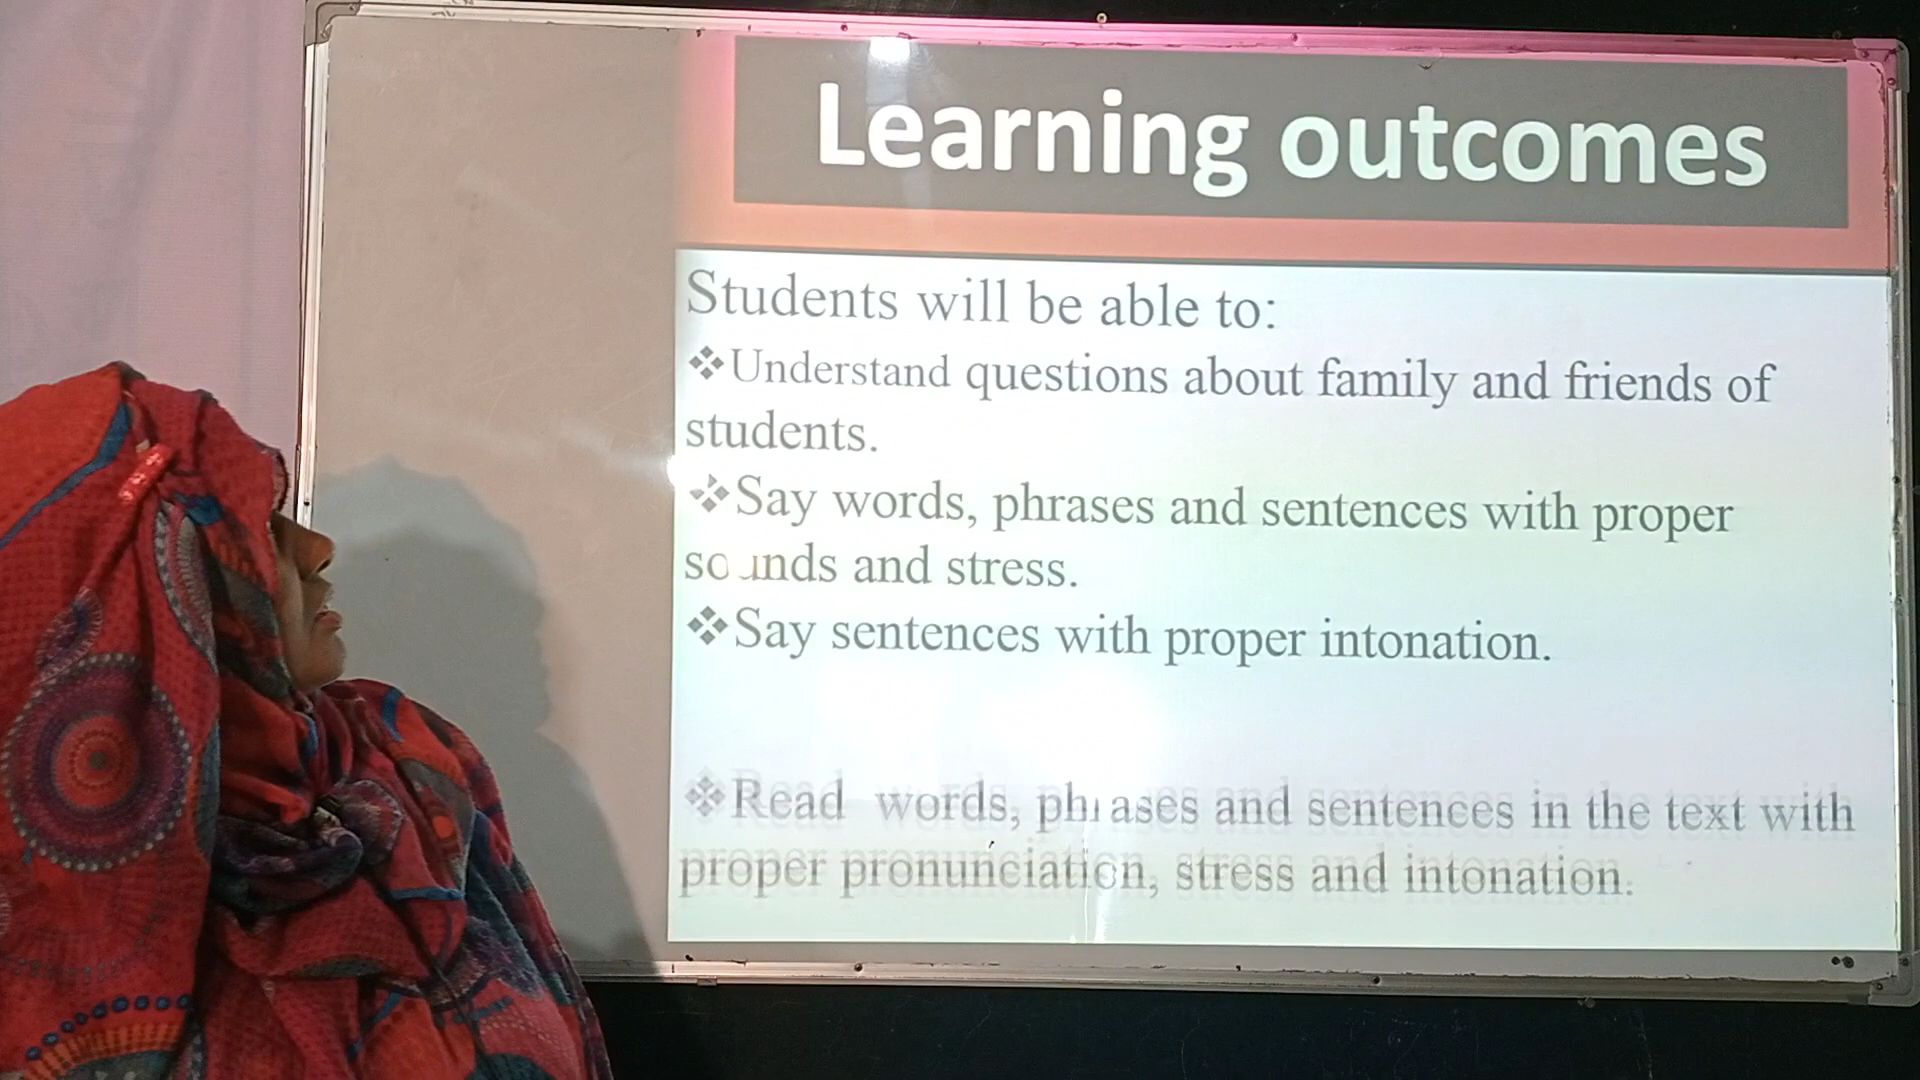 Learning outcomes
Students will be able to:
❖Understand questions about family and friends of
students.
❖Say words, phrases and sentences with proper
sounds and stress.
❖Say sentences with proper intonation.
❖Read words, phrases and sentences in the text with
proper pronunciation, stress and intonation.